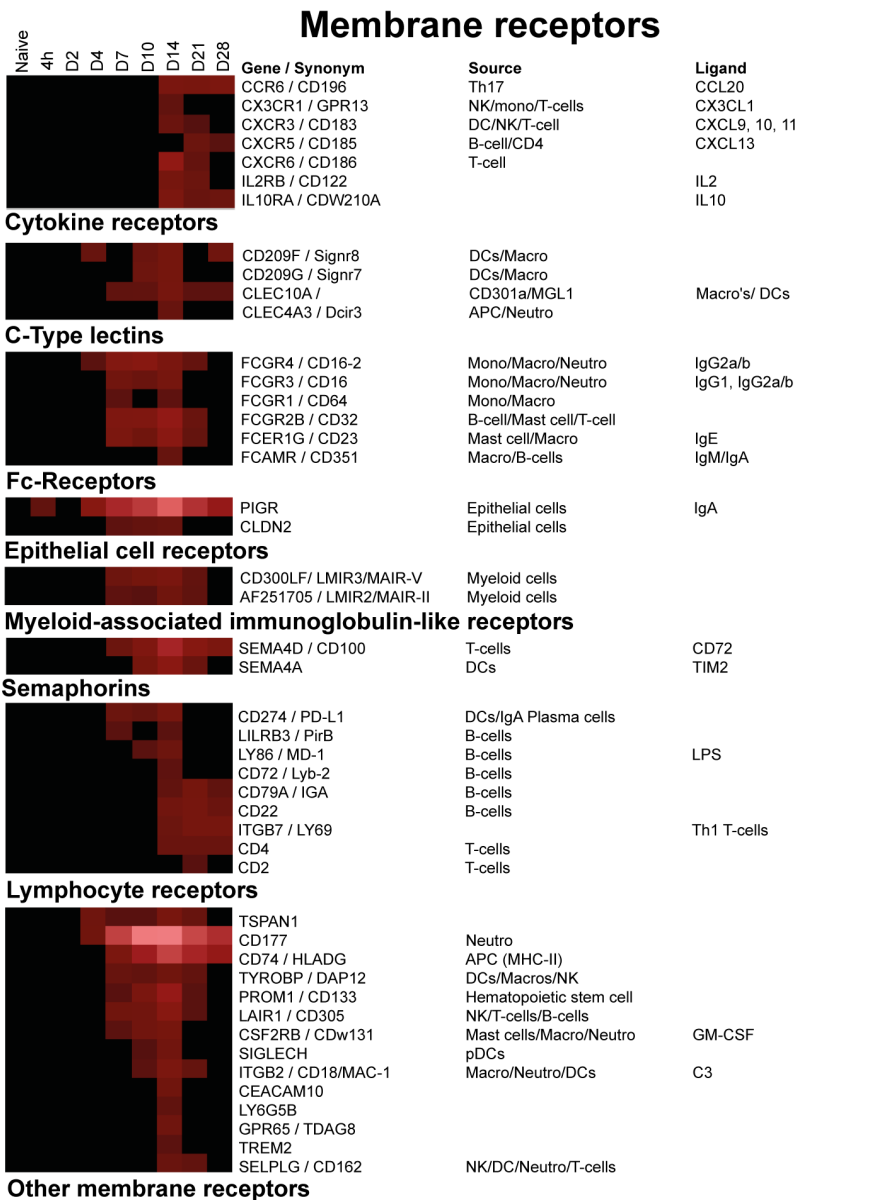 Membrane receptors
Naive 4h D2 D4 D7 D10 D14 D21 D28
Gene / Synonym Source Ligand
CCR6 / CD196 Th17 CCL20
CX3CR1 / GPR13 NK/mono/T-cells CX3CL1
CXCR3 / CD183 DC/NK/T-cell CXCL9, 10, 11
CXCR5 / CD185 B-cell/CD4 CXCL13
CXCR6 / CD186 T-cell
IL2RB / CD122 IL2
IL10RA / CDW210A IL10
Cytokine receptors
CD209F / Signr8 DCs/Macro
CD209G / Signr7 DCs/Macro
CLEC10A / CD301a/MGL1 Macro's/ DCs
CLEC4A3 / Dcir3 APC/Neutro
C-Type lectins
FCGR4 / CD16-2 Mono/Macro/Neutro IgG2a/b
FCGR3 / CD16 Mono/Macro/Neutro IgG1, IgG2a/b
FCGR1 / CD64 Mono/Macro
FCGR2B / CD32 B-cell/Mast cell/T-cell
FCER1G / CD23 Mast cell/Macro IgE
FCAMR / CD351 Macro/B-cells IgM/IgA
Fc-Receptors
PIGR Epithelial cells IgA
CLDN2 Epithelial cells
Epithelial cell receptors
CD300LF/ LMIR3/MAIR-V Myeloid cells
AF251705 / LMIR2/MAIR-II Myeloid cells
Myeloid-associated immunoglobulin-like receptors
SEMA4D / CD100 T-cells CD72
SEMA4A DCs TIM2
Semaphorins
CD274 / PD-L1 DCs/IgA Plasma cells
LILRB3 / PirB B-cells
LY86 / MD-1 B-cells LPS
CD72 / Lyb-2 B-cells
CD79A / IGA B-cells
CD22 B-cells
ITGB7 / LY69 Th1 T-cells
CD4 T-cells
CD2 T-cells
Lymphocyte receptors
TSPAN1
CD177 Neutro
CD74 / HLADG APC (MHC-II)
TYROBP / DAP12 DCs/Macros/NK
PROM1 / CD133 Hematopoietic stem cell
LAIR1 / CD305 NK/T-cells/B-cells
CSF2RB / CDw131 Mast cells/Macro/Neutro GM-CSF
SIGLECH pDCs
ITGB2 / CD18/MAC-1 Macro/Neutro/DCs C3
CEACAM10
LY6G5B
GPR65 / TDAG8
TREM2
SELPLG / CD162 NK/DC/Neutro/T-cells
Other membrane receptors